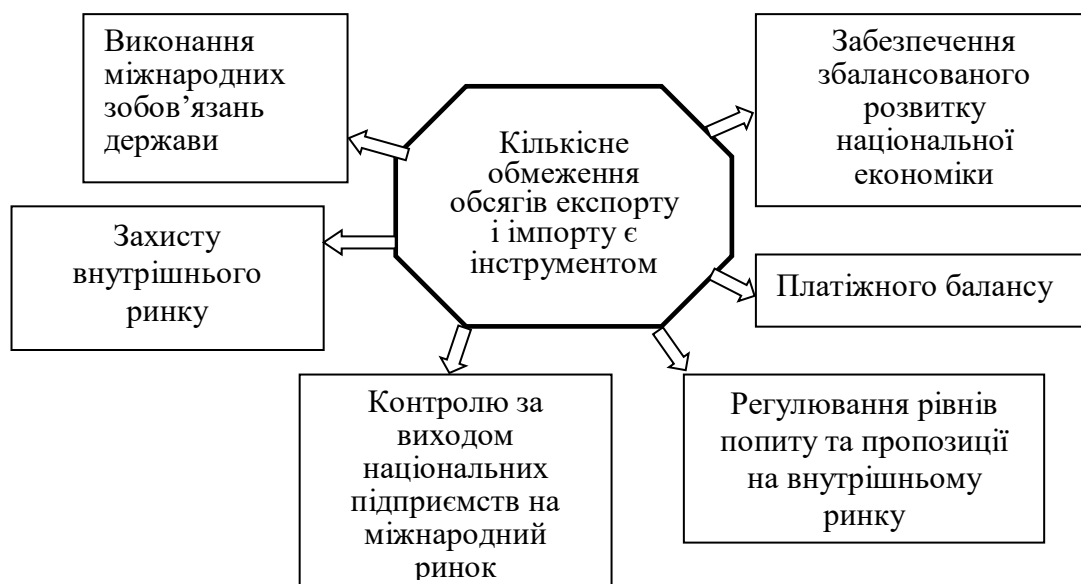 Виконання
міжнародних
зобов’язань
держави
Забезпечення
збалансованого
розвитку
національної
економіки
Кількісне
обмеження
обсягів експорту
і імпорту є
інструментом
Захисту
внутрішнього
ринку
Платіжного балансу
Контролю за
виходом
національних
підприємств на
міжнародний
ринок
Регулювання рівнів
попиту та пропозиції
на внутрішньому
ринку